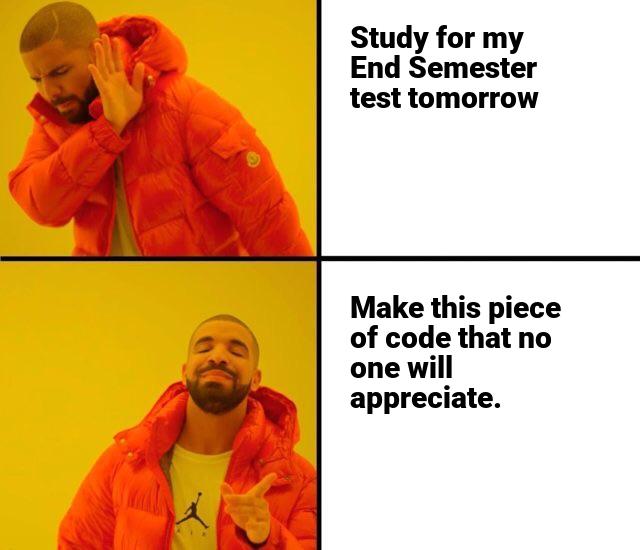 Study for my
End Semester
test tomorrow
Make this piece
of code that no
one will
appreciate.